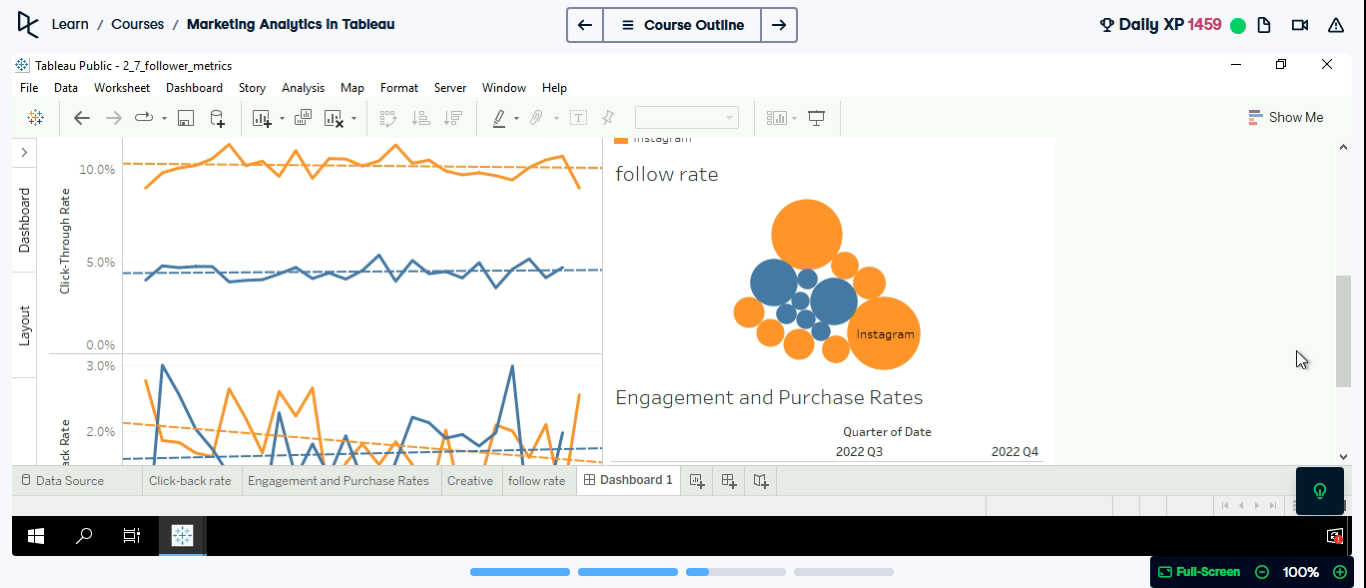 Learn / Courses / Marketing Analytics in Tableau
Course Outline
Daily XP 1459
Tableau Public - 2_7_follower_metrics
File Data Worksheet Dashboard Story Analysis Map Format Server Window Help
Show Me
Dashboard
Layout
Click-Through Rate
10.0%
5.0%
0.0%
3.0%
2.0%
ack Rate
Instagram
follow rate
Instagram
Engagement and Purchase Rates
Quarter of Date
2022 Q3 2022 Q4
Data Source Click-back rate Engagement and Purchase Rates Creative follow rate Dashboard 1
Full-Screen 100%